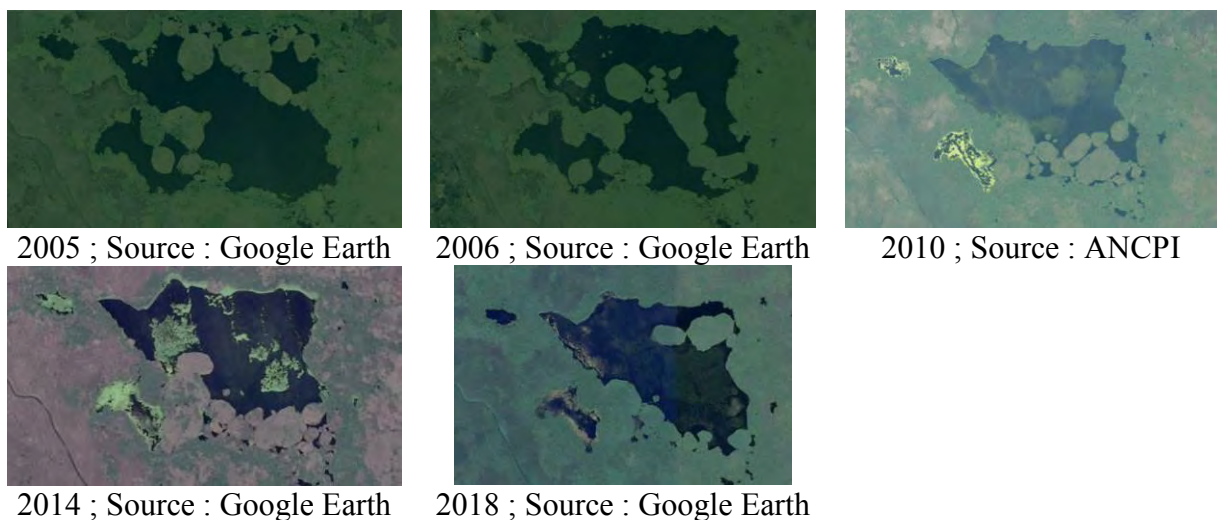 2005 ; Source : Google Earth
2006 ; Source : Google Earth
2010 ; Source : ANCPI
2014 ; Source : Google Earth
2018 ; Source : Google Earth